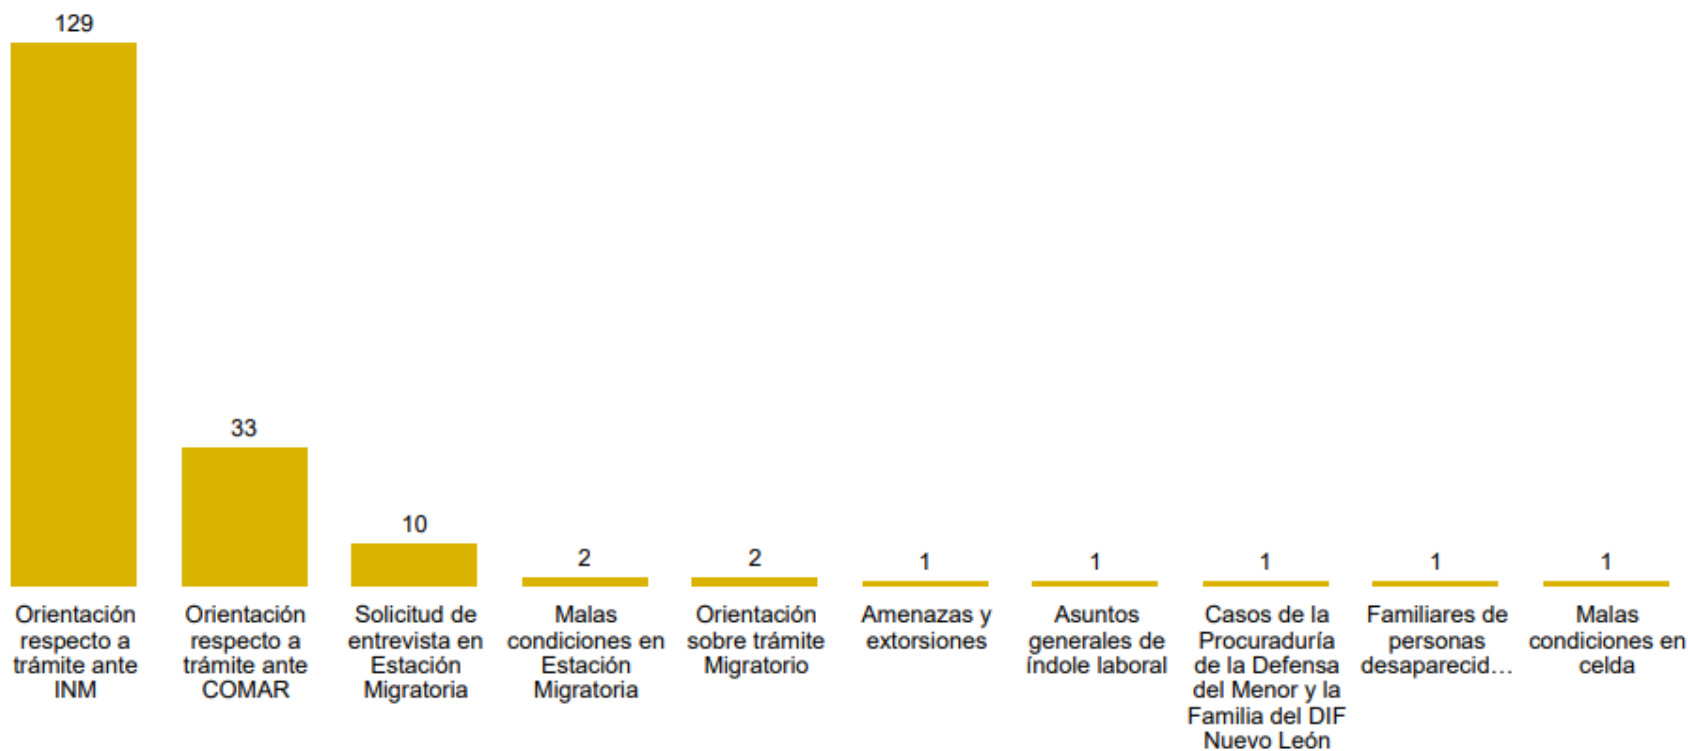 129
33
10
2
2
1
1
1
1
1
Orientación
respecto a
trámite ante
INM
Orientación
respecto a
trámite ante
COMAR
Solicitud de
entrevista en
Estación
Migratoria
Malas
condiciones en
Estación
Migratoria
Orientación
sobre trámite
Migratorio
Amenazas y
extorsiones
Asuntos
generales de
índole laboral
Casos de la
Procuraduría
de la Defensa
del Menor y la
Familia del DIF
Nuevo León
Familiares de
personas
desaparecid…
Malas
condiciones en
celda